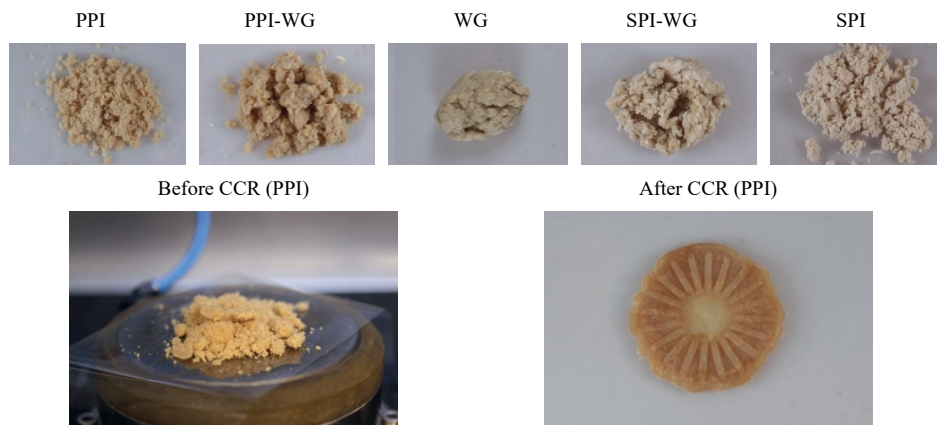 PPI
PPI-WG
WG
SPI-WG
SPI
Before CCR (PPI)
After CCR (PPI)